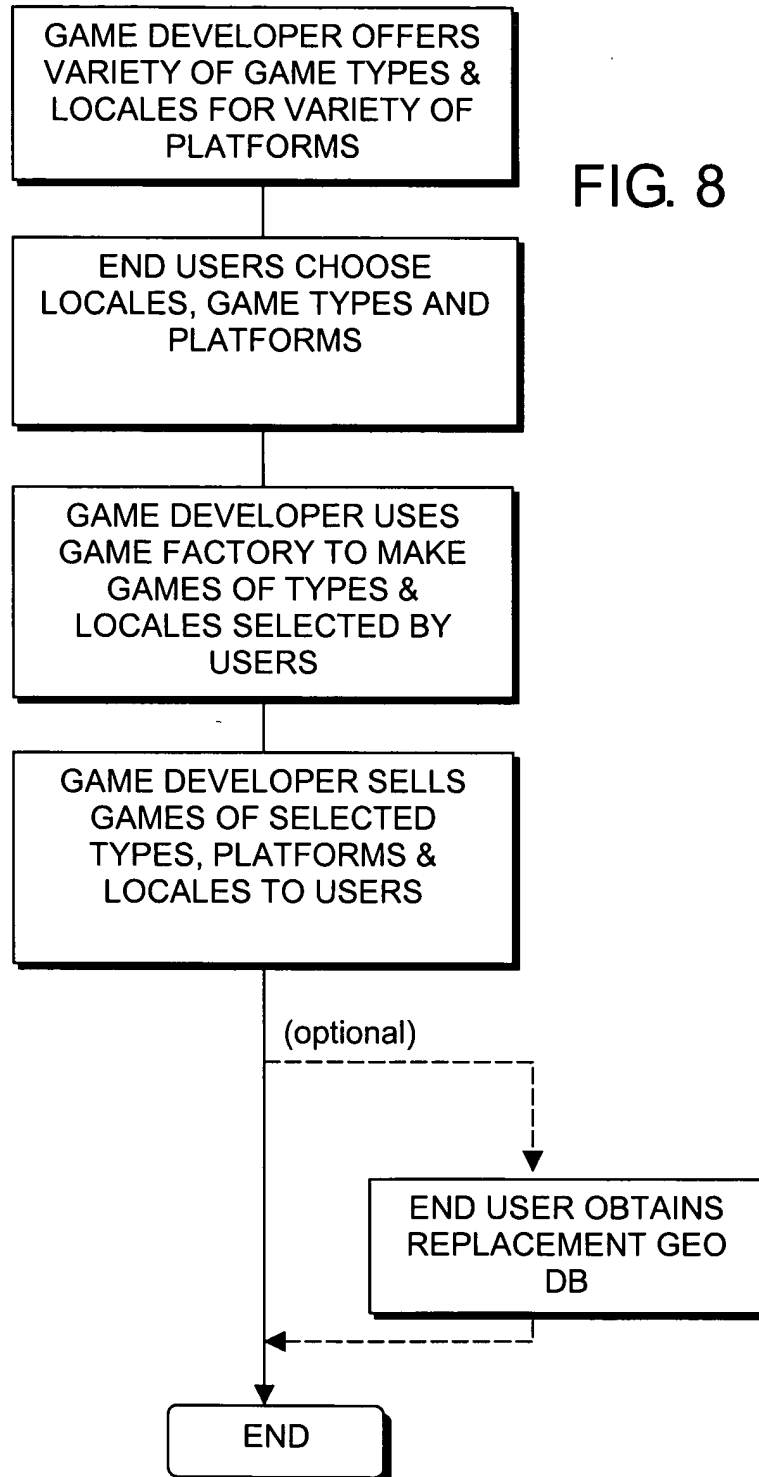 GAME DEVELOPER OFFERS
VARIETY OF GAME TYPES &
LOCALES FOR VARIETY OF
PLATFORMS
FIG. 8
END USERS CHOOSE
LOCALES, GAME TYPES AND
PLATFORMS
GAME DEVELOPER USES
GAME FACTORY TO MAKE
GAMES OF TYPES &
LOCALES SELECTED BY
USERS
GAME DEVELOPER SELLS
GAMES OF SELECTED
TYPES, PLATFORMS &
LOCALES TO USERS
(optional)
END USER OBTAINS
REPLACEMENT GEO
DB
END